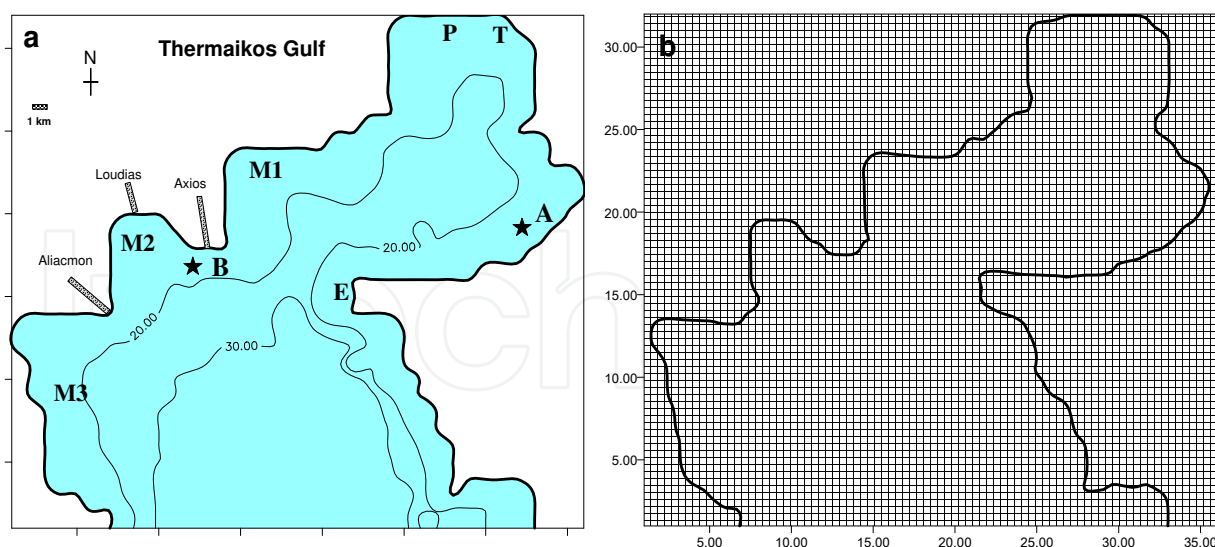 a
Thermaikos Gulf
P
T
N
1 km
M1
Loudias
Axios
A
M2
20.00
B
Aliacmon
E
20.00
30.00
M3
b
30.00
25.00
20.00
15.00
10.00
5.00
5.00 10.00 15.00 20.00 25.00 30.00 35.00